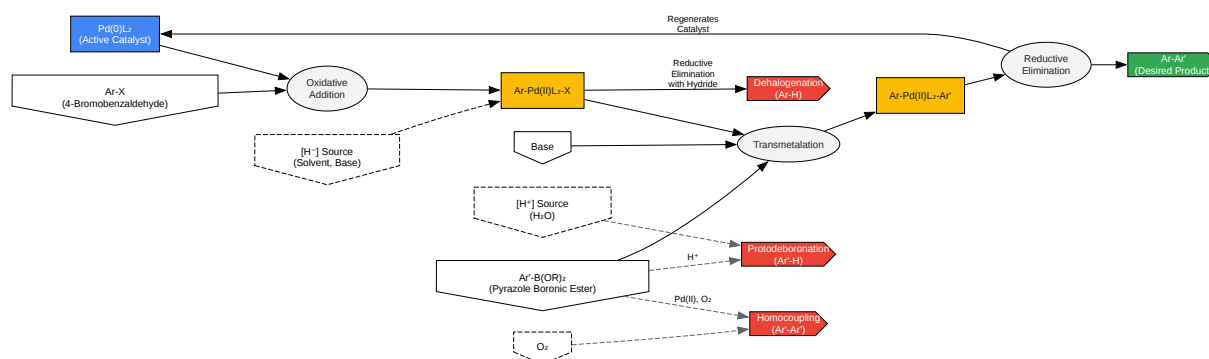 Regenerates
Catalyst
Pd(0)L₂
(Active Catalyst)
Ar-X
(4-Bromobenzaldehyde)
Oxidative
Addition
[H⁻] Source
(Solvent, Base)
Ar-Pd(II)L₂-X
Reductive
Elimination
with Hydride
Dehalogenation
(Ar-H)
Base
Transmetalation
Ar-Pd(II)L₂-Ar'
Reductive
Elimination
Ar-Ar'
(Desired Product
[H⁺] Source
(H₂O)
Ar'-B(OR)₂
(Pyrazole Boronic Ester)
H⁺
Protodeboronation
(Ar'-H)
Pd(II), O₂
Homocoupling
(Ar'-Ar')
O₂